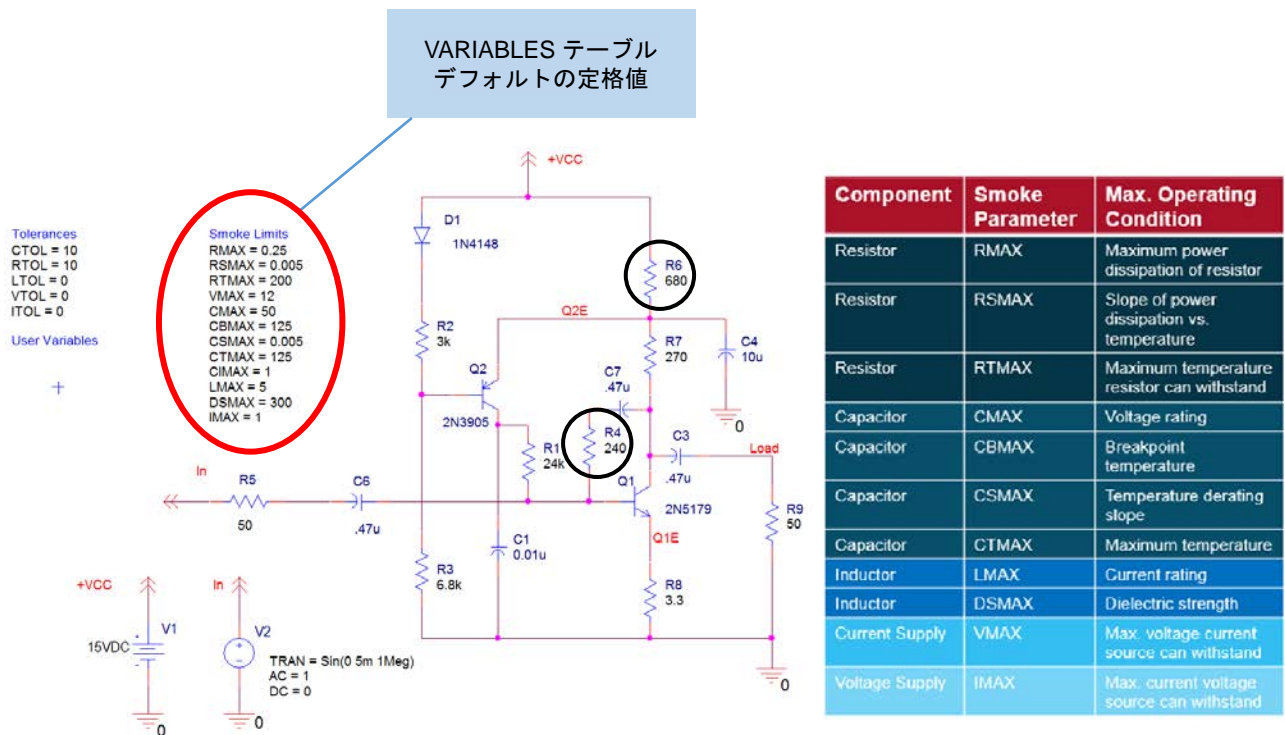 VARIABLES テーブル
デフォルトの定格値
Tolerances
CTOL = 10
RTOL = 10
LTOL = 0
VTOL = 0
ITOL = 0
User Variables
Smoke Limits
RMAX = 0.25
RSMAX = 0.005
RTMAX = 200
VMAX = 12
CMAX = 50
CBMAX = 125
CSMAX = 0.005
CTMAX = 125
CIMAX = 1
LMAX = 5
DSMAX = 300
IMAX = 1
+VCC
D1
1N4148
R6
680
Q2E
R2
3k
R7
270
C4
10u
0
Q2
2N3905
C7
.47u
R1
24k
R4
240
C3
.47u
Load
In
R5
50
C6
.47u
Q1
2N5179
Q1E
R9
50
C1
0.01u
R3
6.8k
R8
3.3
0
+VCC
V1
15VDC
0
In
V2
TRAN = Sin(0 5m 1Meg)
AC = 1
DC = 0
0
Component Smoke Parameter Max. Operating Condition
Resistor RMAX Maximum power dissipation of resistor
Resistor RSMAX Slope of power dissipation vs. temperature
Resistor RTMAX Maximum temperature resistor can withstand
Capacitor CMAX Voltage rating
Capacitor CBMAX Breakpoint temperature
Capacitor CSMAX Temperature derating slope
Capacitor CTMAX Maximum temperature
Inductor LMAX Current rating
Inductor DSMAX Dielectric strength
Current Supply VMAX Max. voltage current source can withstand
Voltage Supply IMAX Max. current voltage source can withstand